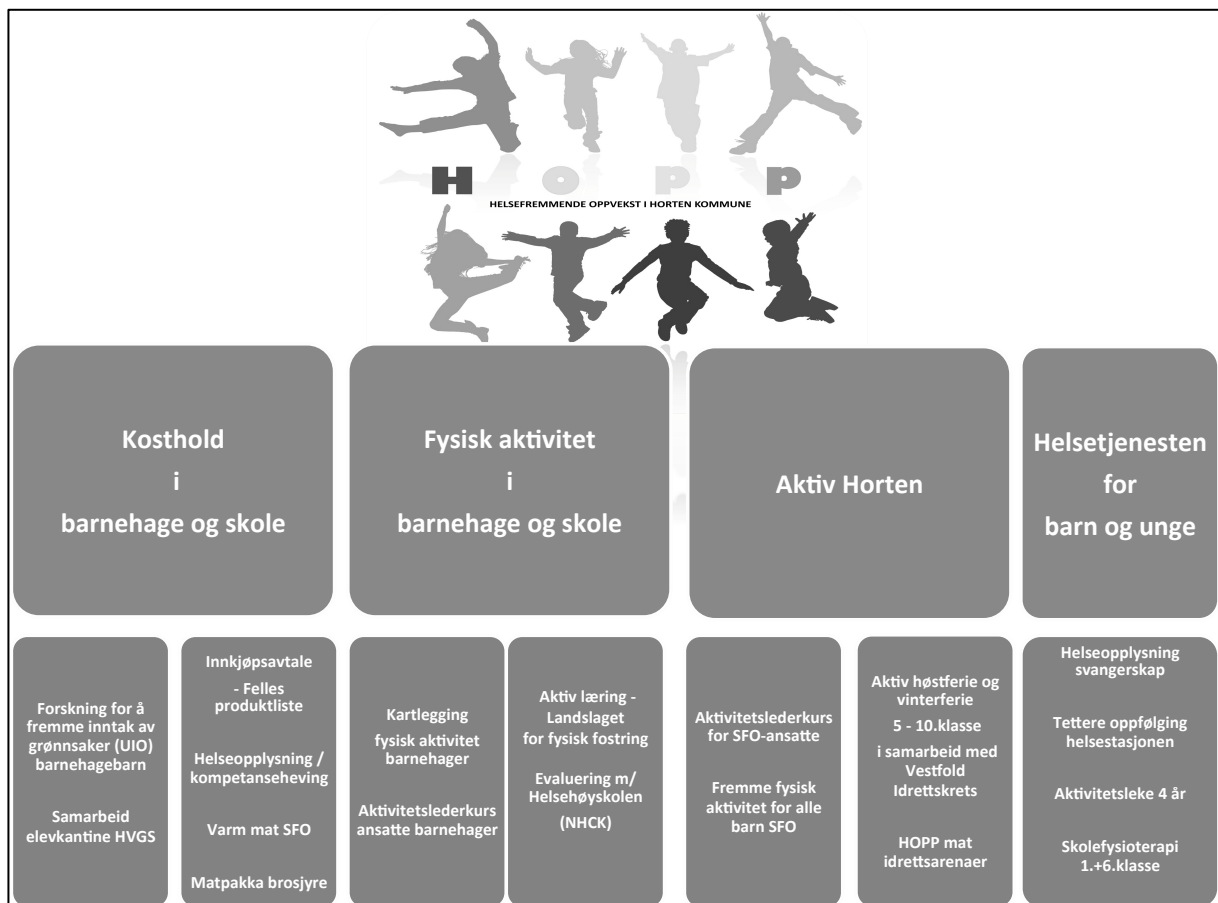 H O P P
HELSEFREMMENDE OPPVEKST I HORTEN KOMMUNE
Kosthold
i
barnehage og skole
Fysisk aktivitet
i
barnehage og skole
Aktiv Horten
Helsetjenesten
for
barn og unge
Forskning for å
fremme inntak av
grønnsaker (UIO)
barnehagebarn
Samarbeid
elevkantine HVGS
Innkjøpsavtale
- Felles
produktliste
Helseopplysning /
kompetanseheving
Varm mat SFO
Matpakka brosjyre
Kartlegging
fysisk aktivitet
barnehager
Aktivitetslederkurs
ansatte barnehager
Aktiv læring -
Landslaget
for fysisk fostring
Evaluering m/
Helsehøyskolen
(NHCK)
Aktivitetslederkurs
for SFO-ansatte
Fremme fysisk
aktivitet for alle
barn SFO
Aktiv høstferie og
vinterferie
5 - 10.klasse
i samarbeid med
Vestfold
Idrettskrets
HOPP mat
idrettsarenaer
Helseopplysning
svangerskap
Tettere oppfølging
helsestasjonen
Aktivitetsleke 4 år
Skolefysioterapi
1.+6.klasse